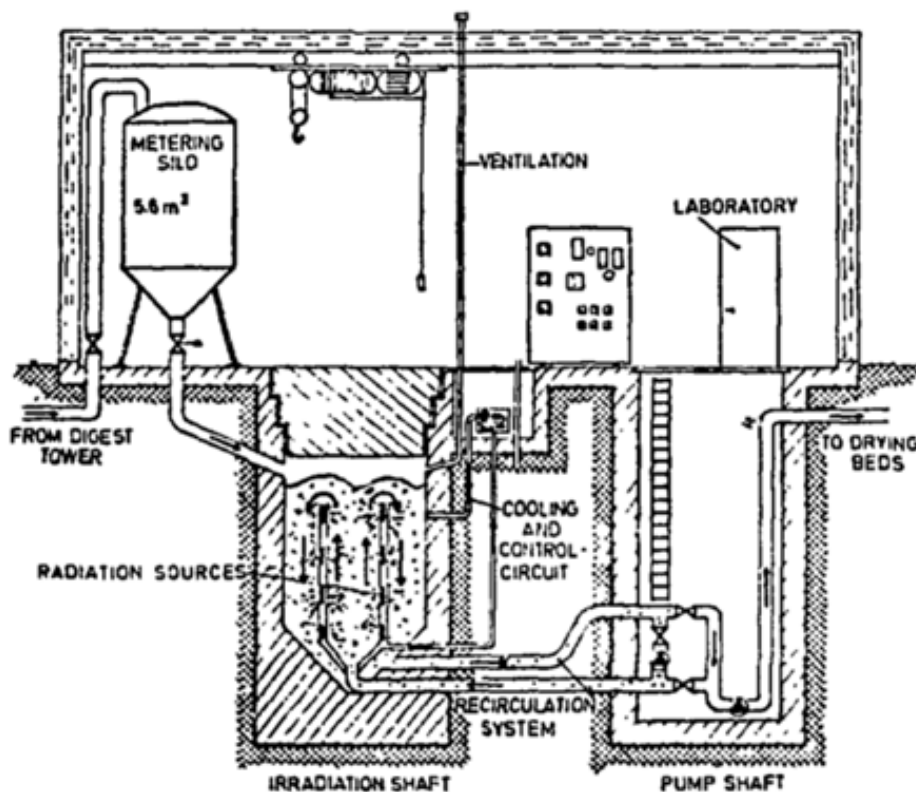 METERING
SILO
5.6 m³
VENTILATION
LABORATORY
FROM DIGEST
TOWER
TO DRYING
BEDS
COOLING
AND
CONTROL-
CIRCUIT
RADIATION SOURCES
RECIRCULATION
SYSTEM
IRRADIATION SHAFT
PUMP SHAFT